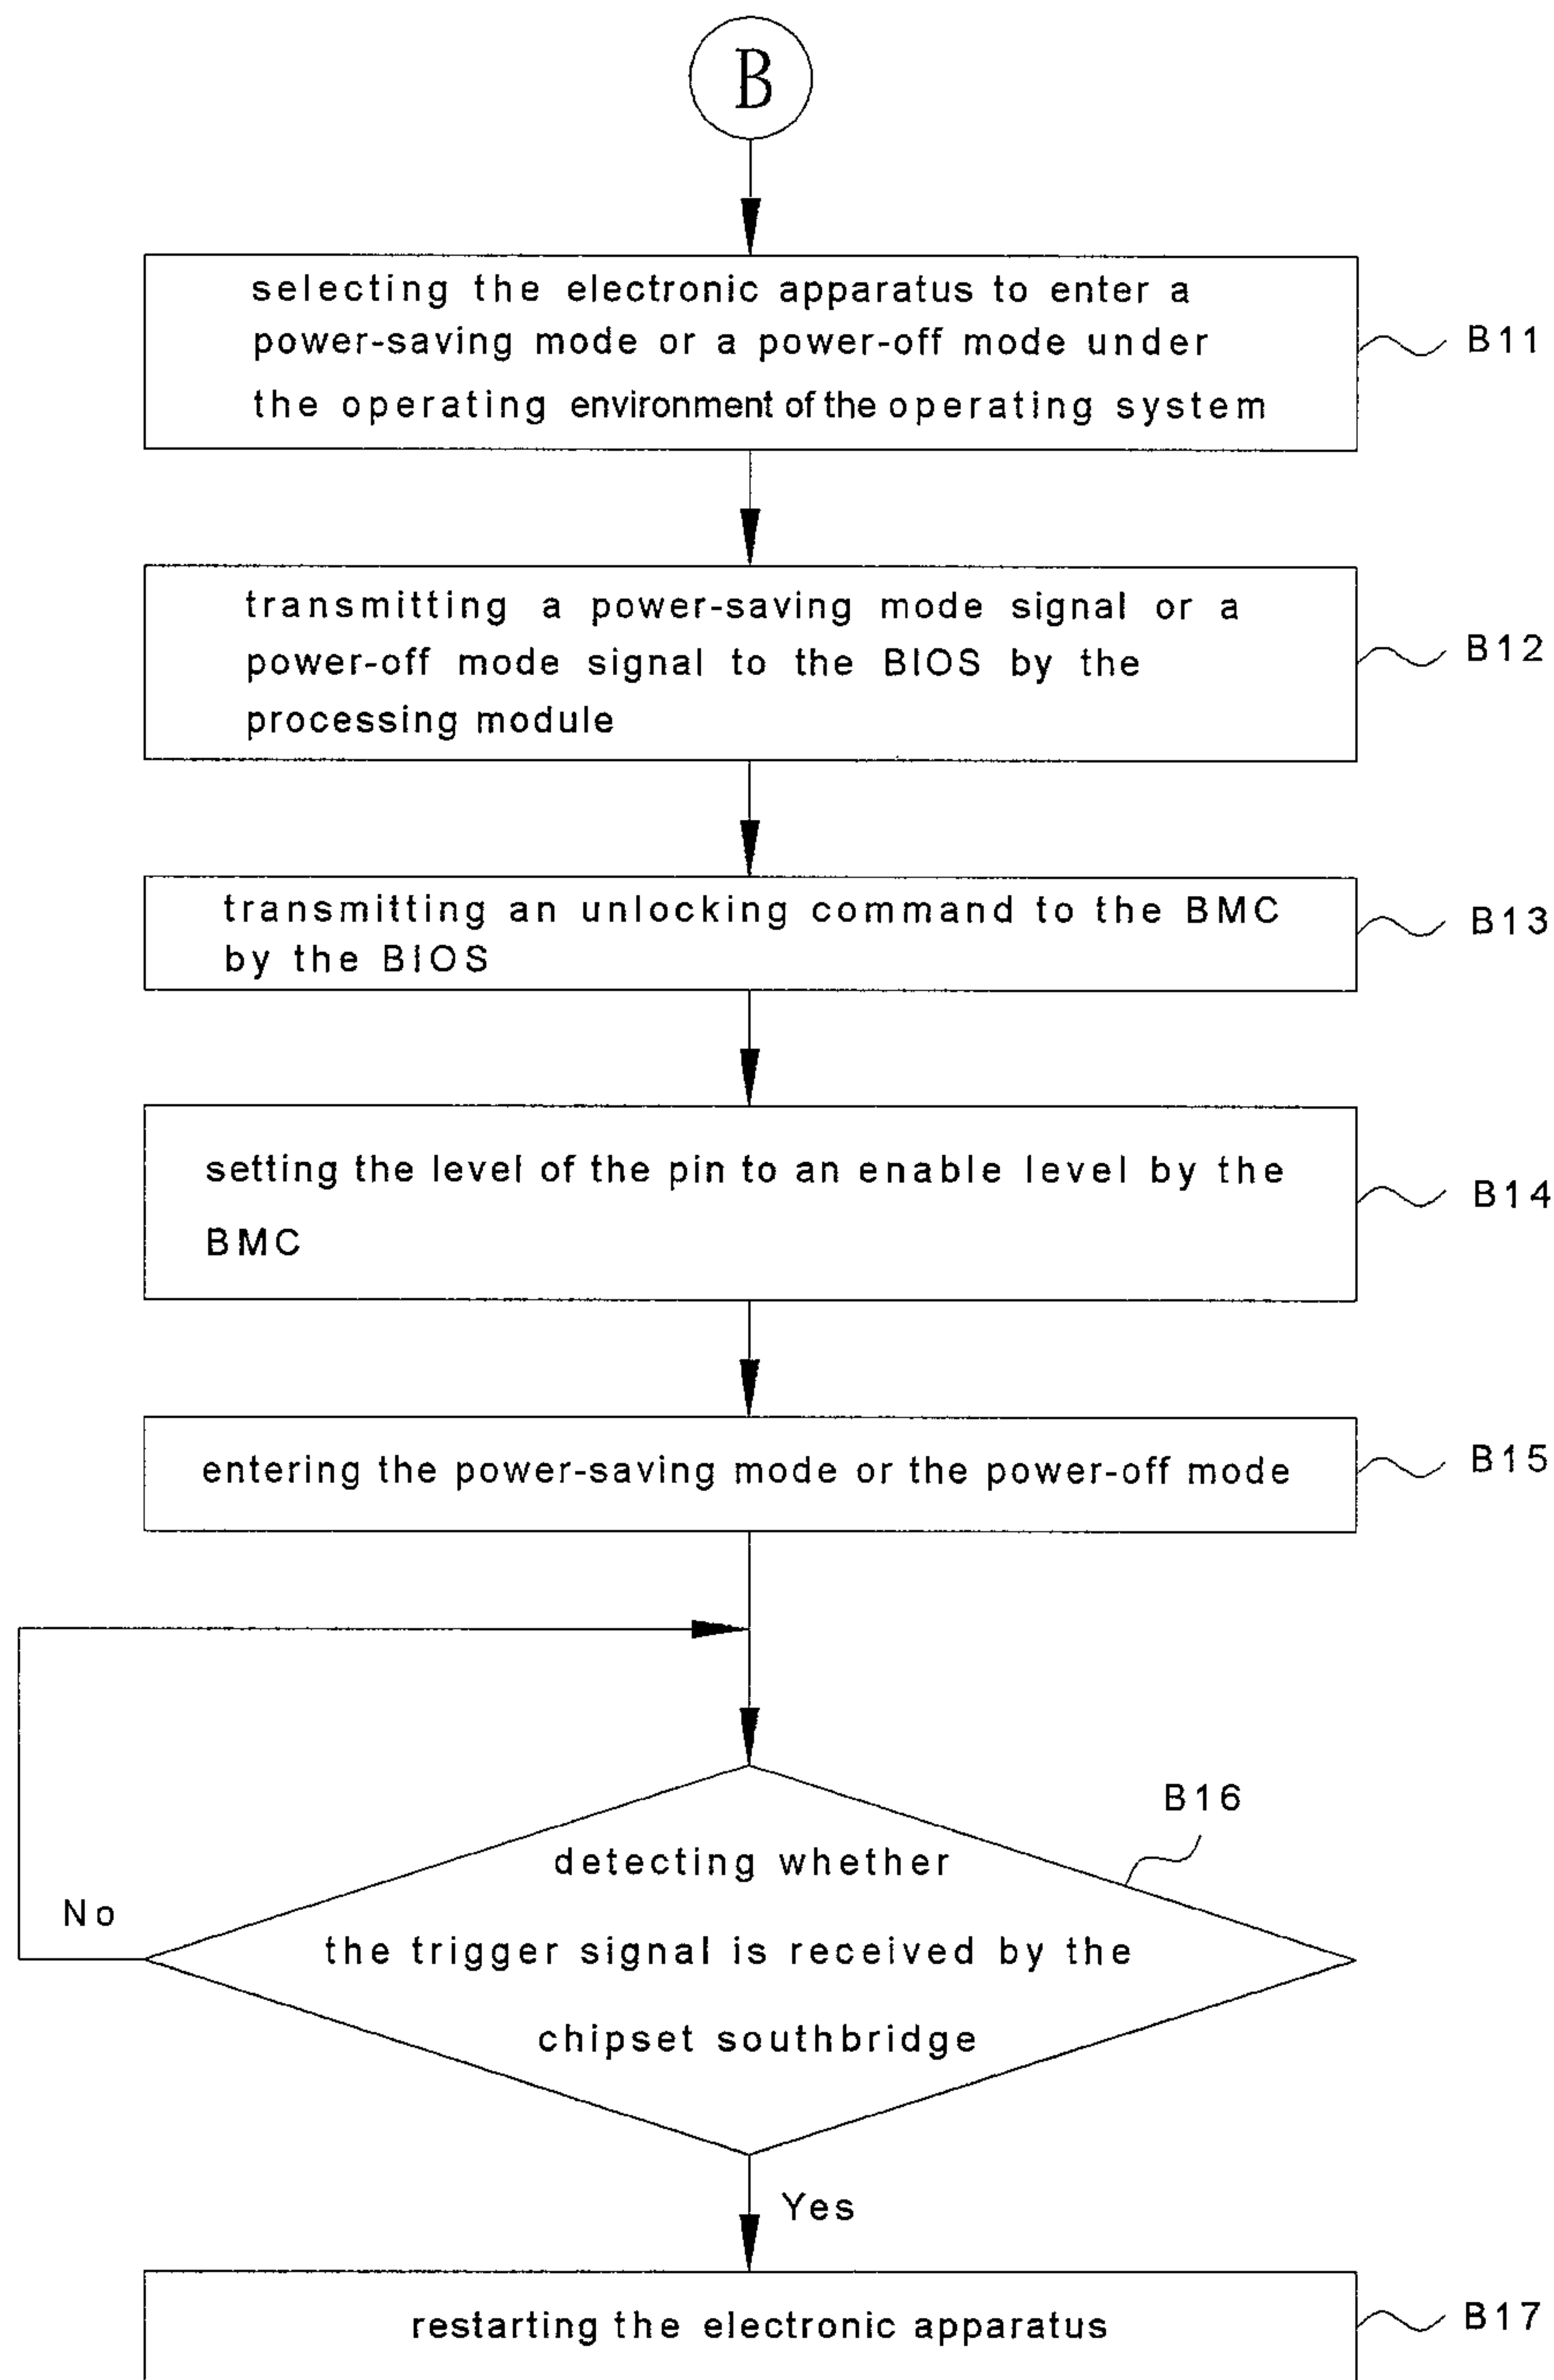 B
selecting the electronic apparatus to enter a
power-saving mode or a power-off mode under
the operating environment of the operating system
B11
transmitting a power-saving mode signal or a
power-off mode signal to the BIOS by the
processing module
B12
transmitting an unlocking command to the BMC
by the BIOS
B13
setting the level of the pin to an enable level by the
BMC
B14
entering the power-saving mode or the power-off mode
B15
B16
detecting whether
the trigger signal is received by the
chipset southbridge
No
Yes
restarting the electronic apparatus
B17